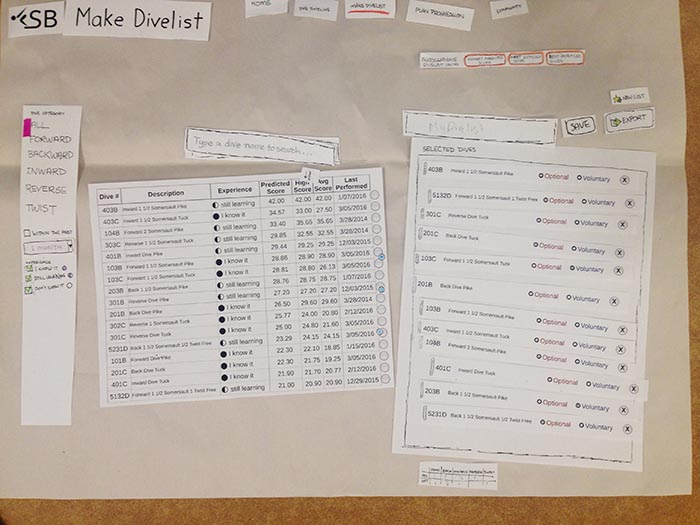 SB Make Divelist
HOME
DIVE TIMELINE
MAKE DIVELIST
PLAN PROGRESSION
COMMUNITY
NEW LIST
Type a dive name to search...
My Divelist
SAVE
EXPORT
DIVE CATEGORY
ALL
FORWARD
BACKWARD
INWARD
REVERSE
TWIST
WITHIN THE PAST
EXPERIENCE
I KNOW IT
STILL LEARNING
DON'T KNOW IT
Dive # Description Experience Predicted Score High Score Avg Score Last Performed
403B Inward 1 1/2 Somersault Pike still learning 42.00 42.00 42.00 1/07/2016
403C Inward 1 1/2 Somersault Tuck I know it 34.57 33.00 27.50 3/05/2016
104B Forward 2 Somersault Pike still learning 33.40 35.65 35.65 3/28/2014
303C Reverse 1 1/2 Somersault Tuck still learning 29.85 32.55 32.55 3/28/2014
401B Inward Dive Pike still learning 29.44 29.25 29.25 12/03/2015
103B Forward 1 1/2 Somersault Pike I know it 28.86 28.90 28.90 3/05/2016
103C Forward 1 1/2 Somersault Tuck I know it 28.81 28.80 26.13 3/05/2016
203B Back 1 1/2 Somersault Pike still learning 28.76 28.75 28.75 1/07/2016
301B Reverse Dive Pike still learning 27.20 27.20 27.20 12/03/2015
201B Back Dive Pike I know it 26.50 29.60 29.60 3/28/2014
302C Reverse 1 Somersault Tuck I know it 25.77 24.00 20.80 2/12/2016
301C Reverse Dive Tuck I know it 25.00 24.80 21.60 3/05/2016
5231D Back 1 1/2 Somersault 1/2 Twist Free still learning 23.29 24.15 24.15 3/05/2016
101B Forward Dive Pike I know it 22.30 22.10 18.85 1/15/2016
201C Back Dive Tuck I know it 22.30 21.75 19.25 3/05/2016
401C Inward Dive Tuck I know it 21.90 21.70 20.77 2/12/2016
5132D Forward 1 1/2 Somersault 1 Twist Free still learning 21.00 20.90 20.90 12/29/2015
SELECTED DIVES
403B Inward 1 1/2 Somersault Pike Optional Voluntary X
5132D Forward 1 1/2 Somersault 1 Twist Free Optional Voluntary X
301C Reverse Dive Tuck Optional Voluntary X
201C Back Dive Tuck Optional Voluntary X
103C Forward 1 1/2 Somersault Tuck Optional Voluntary X
201B Back Dive Pike Optional Voluntary X
103B Forward 1 1/2 Somersault Pike Optional Voluntary X
403C Inward 1 1/2 Somersault Tuck Optional Voluntary X
104B Forward 2 Somersault Pike Optional Voluntary X
401C Inward Dive Tuck Optional Voluntary X
203B Back 1 1/2 Somersault Pike Optional Voluntary X
5231D Back 1 1/2 Somersault 1/2 Twist Free Optional Voluntary X